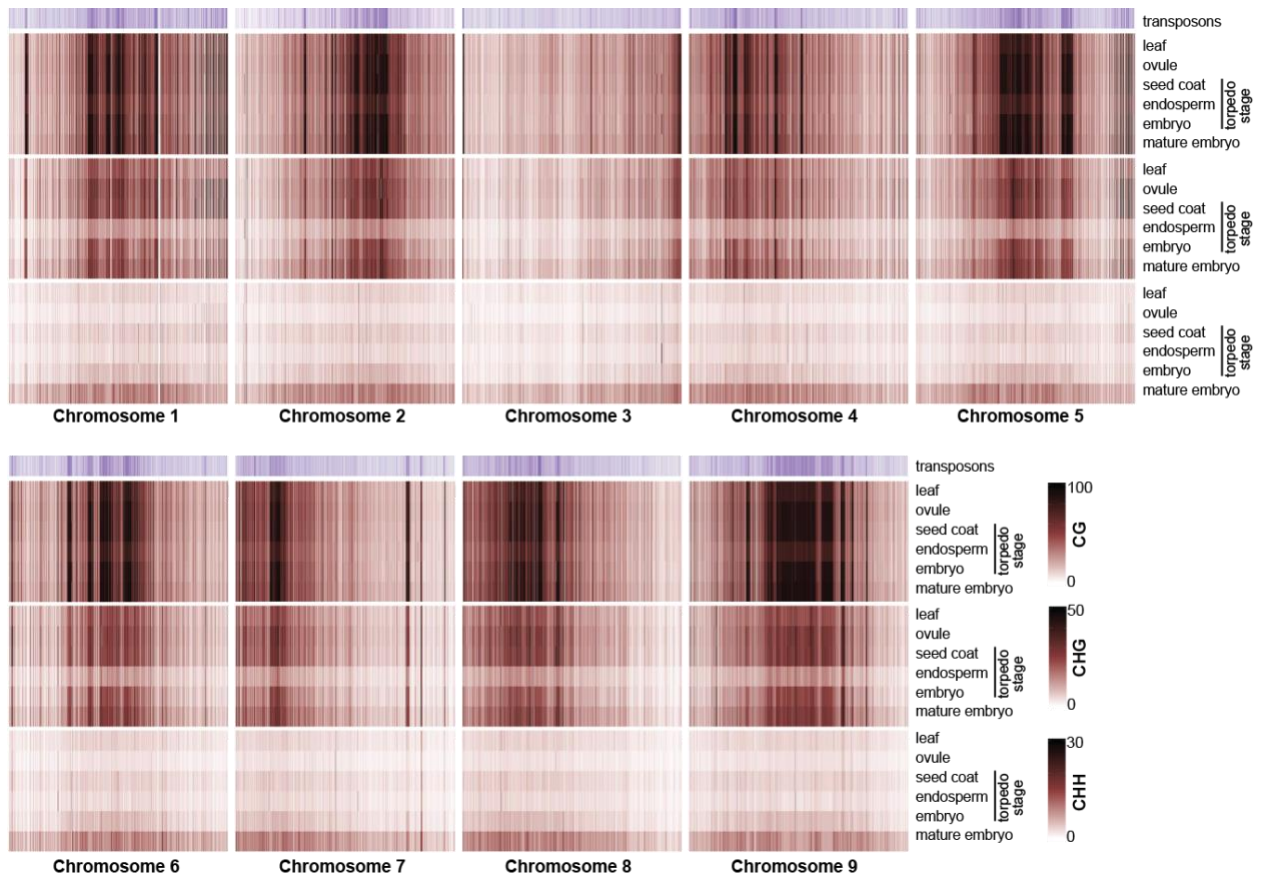 transposons
leaf
ovule
seed coat
endosperm
embryo
mature embryo
torpedo
stage
leaf
ovule
seed coat
endosperm
embryo
mature embryo
torpedo
stage
leaf
ovule
seed coat
endosperm
embryo
mature embryo
torpedo
stage
Chromosome 1
Chromosome 2
Chromosome 3
Chromosome 4
Chromosome 5
transposons
leaf
ovule
seed coat
endosperm
embryo
mature embryo
torpedo
stage
100
CG
0
leaf
ovule
seed coat
endosperm
embryo
mature embryo
torpedo
stage
50
CHG
0
leaf
ovule
seed coat
endosperm
embryo
mature embryo
torpedo
stage
30
CHH
0
Chromosome 6
Chromosome 7
Chromosome 8
Chromosome 9